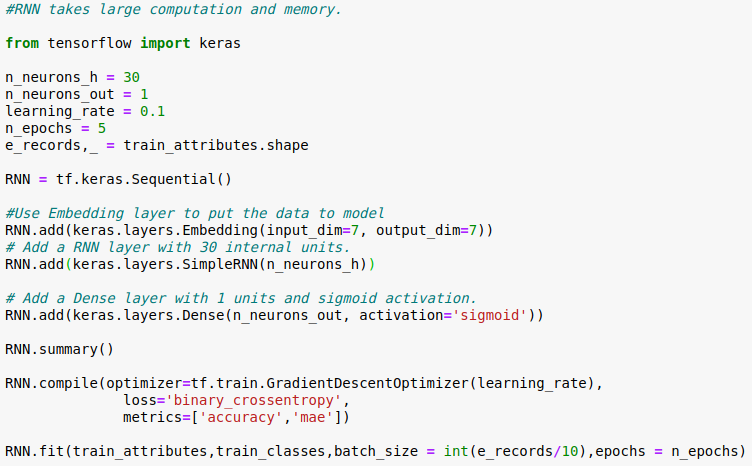 #RNN takes large computation and memory.
from tensorflow import keras
n_neurons_h = 30
n_neurons_out = 1
learning_rate = 0.1
n_epochs = 5
e_records,_ = train_attributes.shape
RNN = tf.keras.Sequential()
#Use Embedding layer to put the data to model
RNN.add(keras.layers.Embedding(input_dim=7, output_dim=7))
# Add a RNN layer with 30 internal units.
RNN.add(keras.layers.SimpleRNN(n_neurons_h))
# Add a Dense layer with 1 units and sigmoid activation.
RNN.add(keras.layers.Dense(n_neurons_out, activation='sigmoid'))
RNN.summary()
RNN.compile(optimizer=tf.train.GradientDescentOptimizer(learning_rate),
loss='binary_crossentropy',
metrics=['accuracy','mae'])
RNN.fit(train_attributes,train_classes,batch_size = int(e_records/10),epochs = n_epochs)